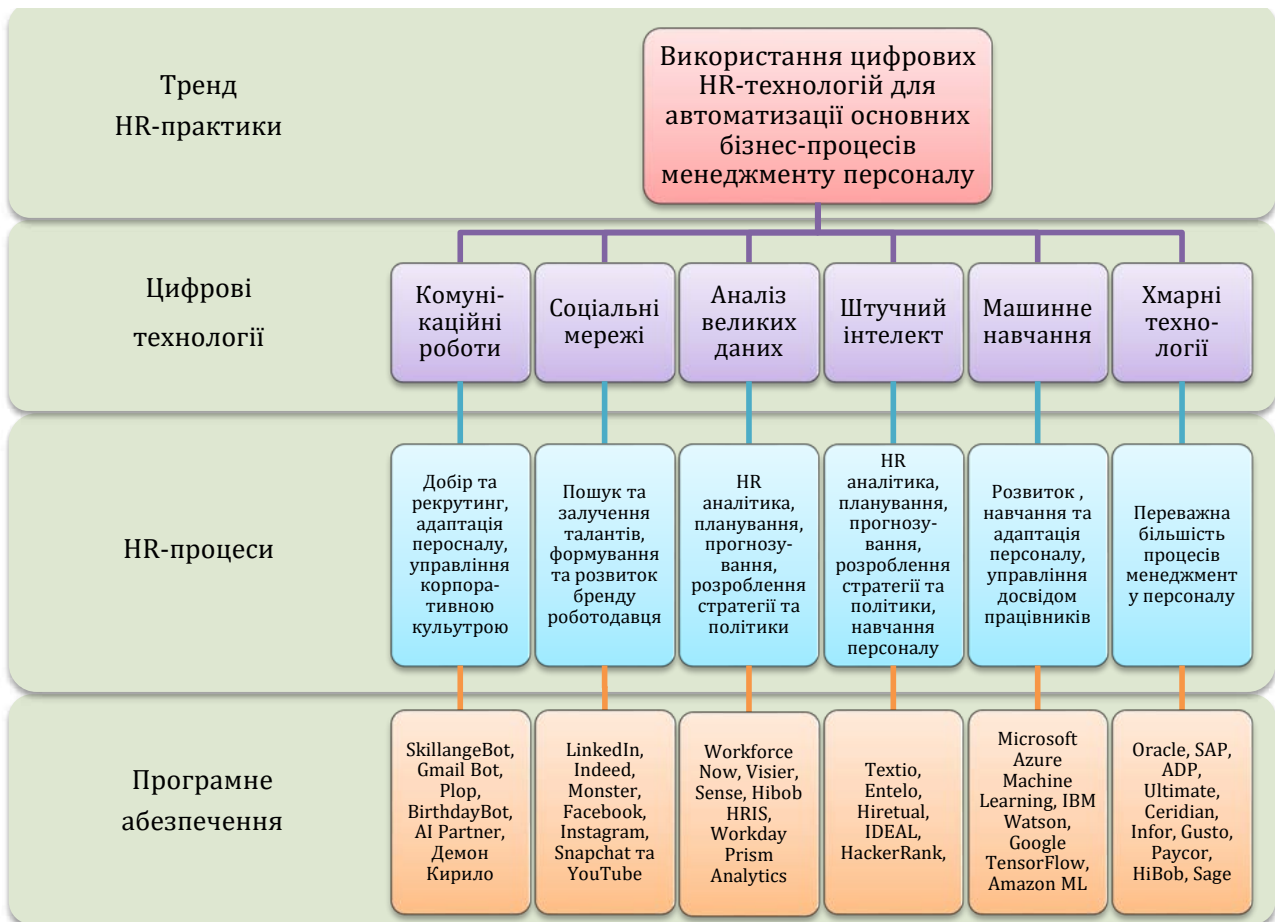 Тренд
HR-практики
Використання цифрових
HR-технологій для
автоматизації основних
бізнес-процесів
менеджменту персоналу
Цифрові
технології
Комуні-
каційні
роботи
Соціальні
мережі
Аналіз
великих
даних
Штучний
інтелект
Машинне
навчання
Хмарні
техно-
логії
HR-процеси
Добір та
рекрутинг,
адаптація
перосналу,
управління
корпора-
тивною
кульутрою
Пошук та
залучення
талантів,
формування
та розвиток
бренду
роботодавця
HR
аналітика,
планування,
прогнозу-
вання,
розроблення
стратегії та
політики
HR
аналітика,
планування,
прогнозу-
вання,
розроблення
стратегії та
політики,
навчання
персоналу
Розвиток ,
навчання та
адаптація
персоналу,
управління
досвідом
працівників
Переважна
більшість
процесів
менеджмент
у персоналу
Програмне
абезпечення
SkillangeBot,
Gmail Bot,
Plop,
BirthdayBot,
AI Partner,
Демон
Кирило
LinkedIn,
Indeed,
Monster,
Facebook,
Instagram,
Snapchat та
YouTube
Workforce
Now, Visier,
Sense, Hibob
HRIS,
Workday
Prism
Analytics
Textio,
Entelo,
Hiretual,
IDEAL,
HackerRank,
Microsoft
Azure
Machine
Learning, IBM
Watson,
Google
TensorFlow,
Amazon ML
Oracle, SAP,
ADP,
Ultimate,
Ceridian,
Infor, Gusto,
Paycor,
HiBob, Sage